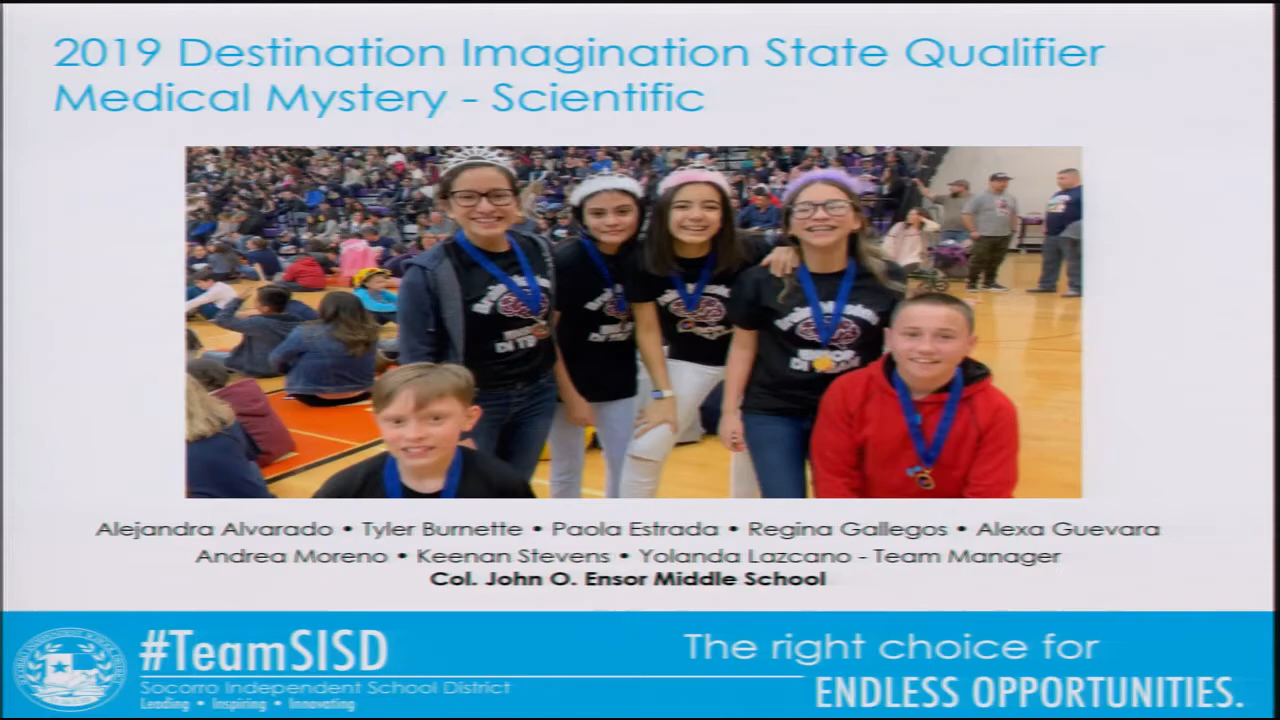 2019 Destination Imagination State Qualifier
Medical Mystery - Scientific
Alejandra Alvarado • Tyler Burnette • Paola Estrada • Regina Gallegos • Alexa Guevara
Andrea Moreno • Keenan Stevens • Yolanda Lazcano - Team Manager
Col. John O. Ensor Middle School
#TeamSISD
Socorro Independent School District
Leading • Inspiring • Innovating
The right choice for
ENDLESS OPPORTUNITIES.